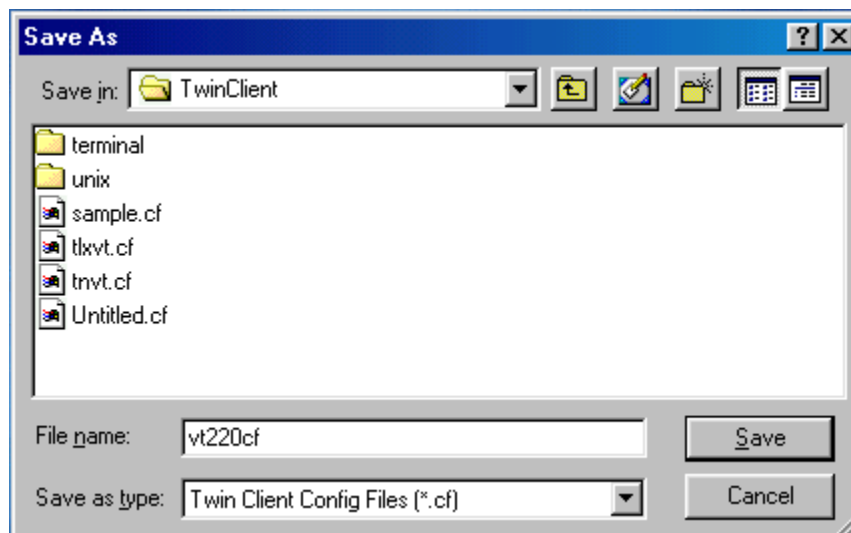 Save As
Save in: TwinClient
terminal
unix
sample.cf
tlxvt.cf
tnvt.cf
Untitled.cf
File name: vt220cf Save
Save as type: Twin Client Config Files (*.cf) Cancel